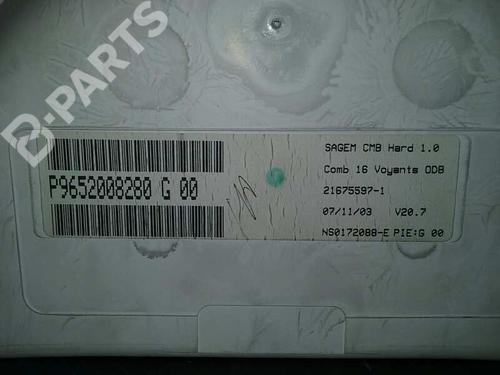 B-PARTS
P9652008280 G 00
SAGEM CMB Hard 1.0
Comb 16 Voyants ODB
21675597-1
07/11/03 V20.7
NS0172088-E PIE:G 00